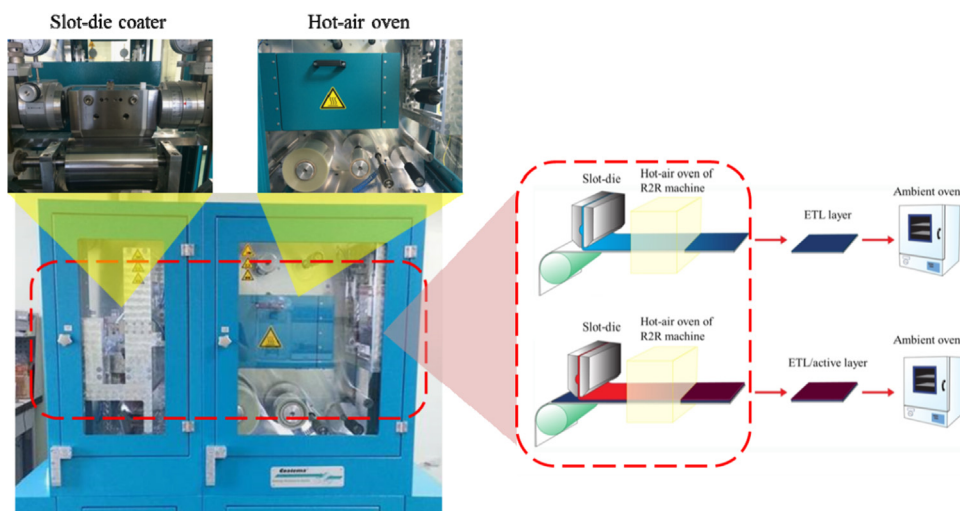 Slot-die coater
Hot-air oven
Slot-die
Hot-air oven of
R2R machine
ETL layer
Ambient oven
Slot-die
Hot-air oven of
R2R machine
ETL/active layer
Ambient oven